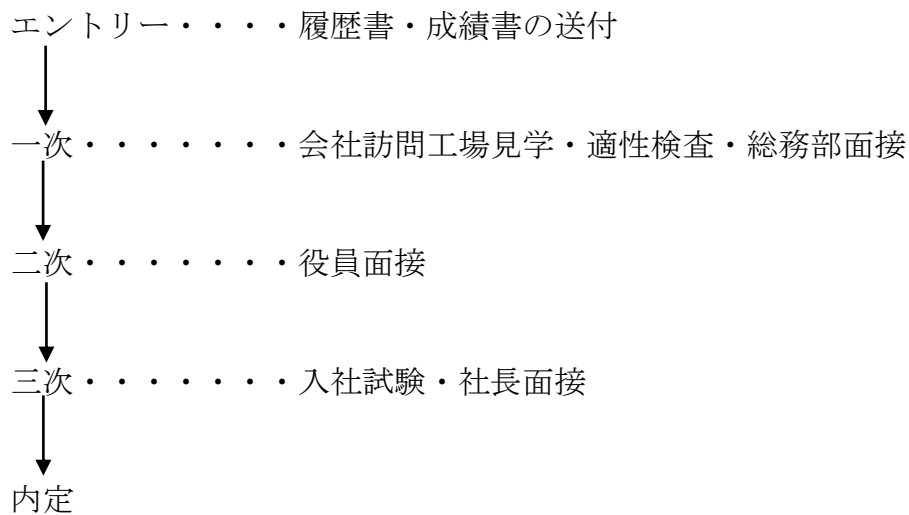 エントリー・・・・履歴書・成績書の送付
一次・・・・・・・会社訪問工場見学・適性検査・総務部面接
二次・・・・・・・役員面接
三次・・・・・・・入社試験・社長面接
内定